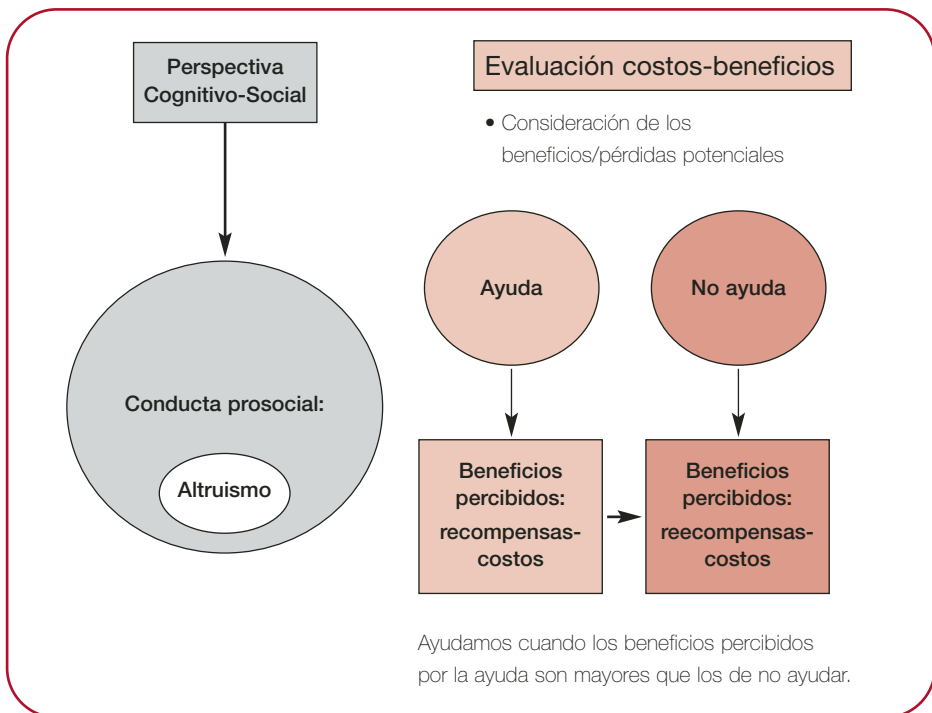 Perspectiva
Cognitivo-Social
Conducta prosocial:
Altruismo
Evaluación costos-beneficios
• Consideración de los
beneficios/pérdidas potenciales
Ayuda
No ayuda
Beneficios
percibidos:
recompensas-
costos
Beneficios
percibidos:
reecompensas-
costos
Ayudamos cuando los beneficios percibidos
por la ayuda son mayores que los de no ayudar.